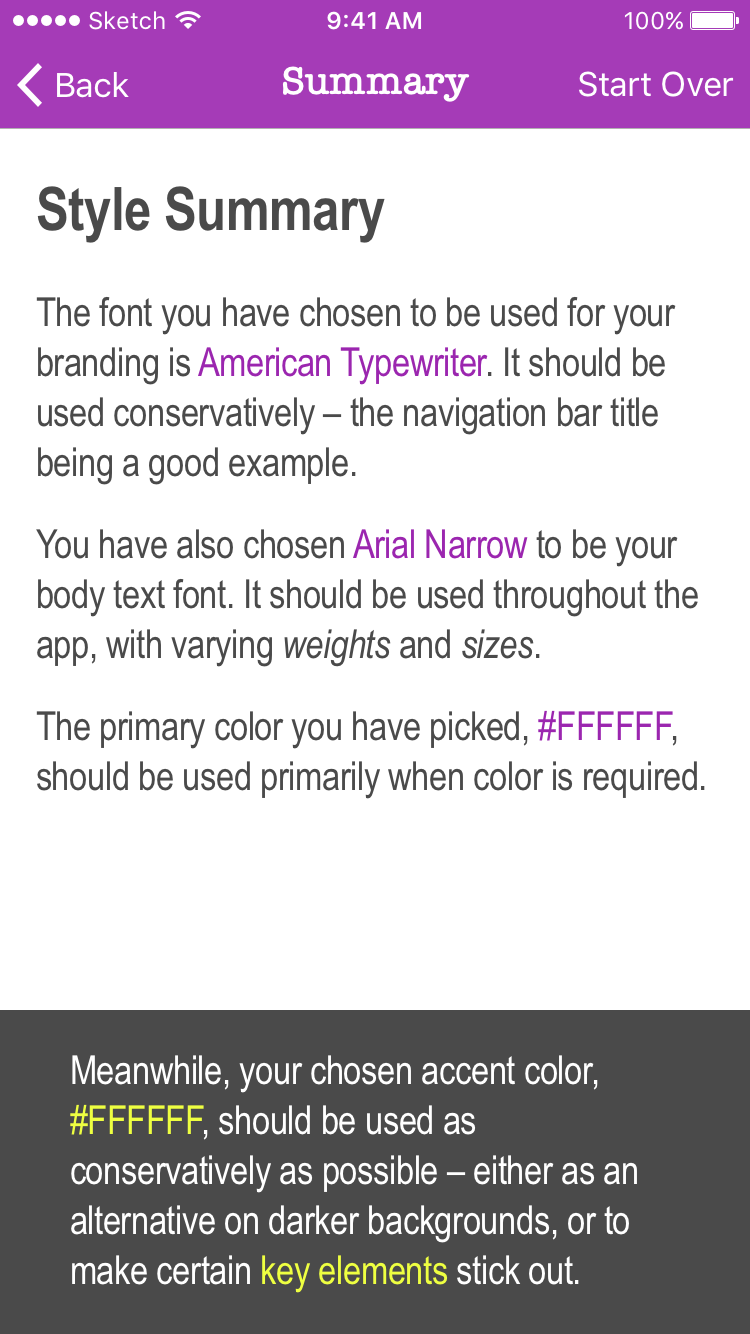 Sketch 9:41 AM 100%
Back Summary Start Over
Style Summary
The font you have chosen to be used for your
branding is American Typewriter. It should be
used conservatively – the navigation bar title
being a good example.
You have also chosen Arial Narrow to be your
body text font. It should be used throughout the
app, with varying weights and sizes.
The primary color you have picked, #FFFFFF,
should be used primarily when color is required.
Meanwhile, your chosen accent color,
#FFFFFF, should be used as
conservatively as possible – either as an
alternative on darker backgrounds, or to
make certain key elements stick out.